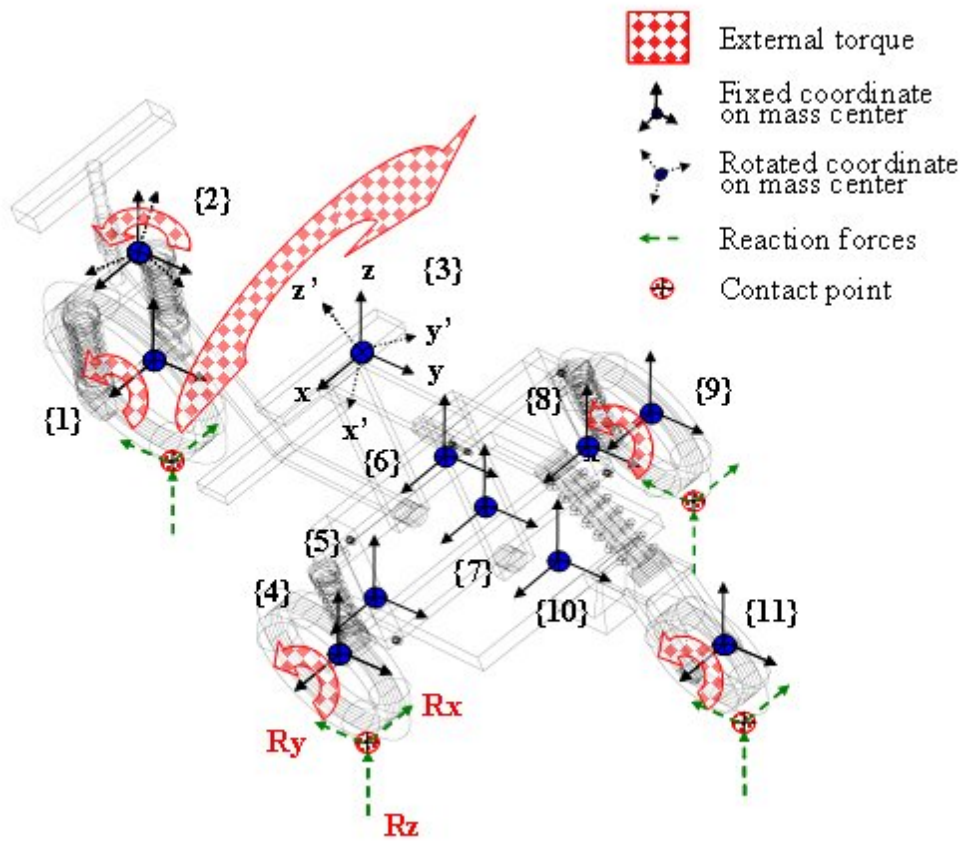 External torque
Fixed coordinate
on mass center
Rotated coordinate
on mass center
Reaction forces
Contact point
{2}
{3}
z
z'
y'
y
x
x'
{1}
{8}
{9}
{6}
{5}
{7}
{4}
{10}
{11}
Rx
Ry
Rz